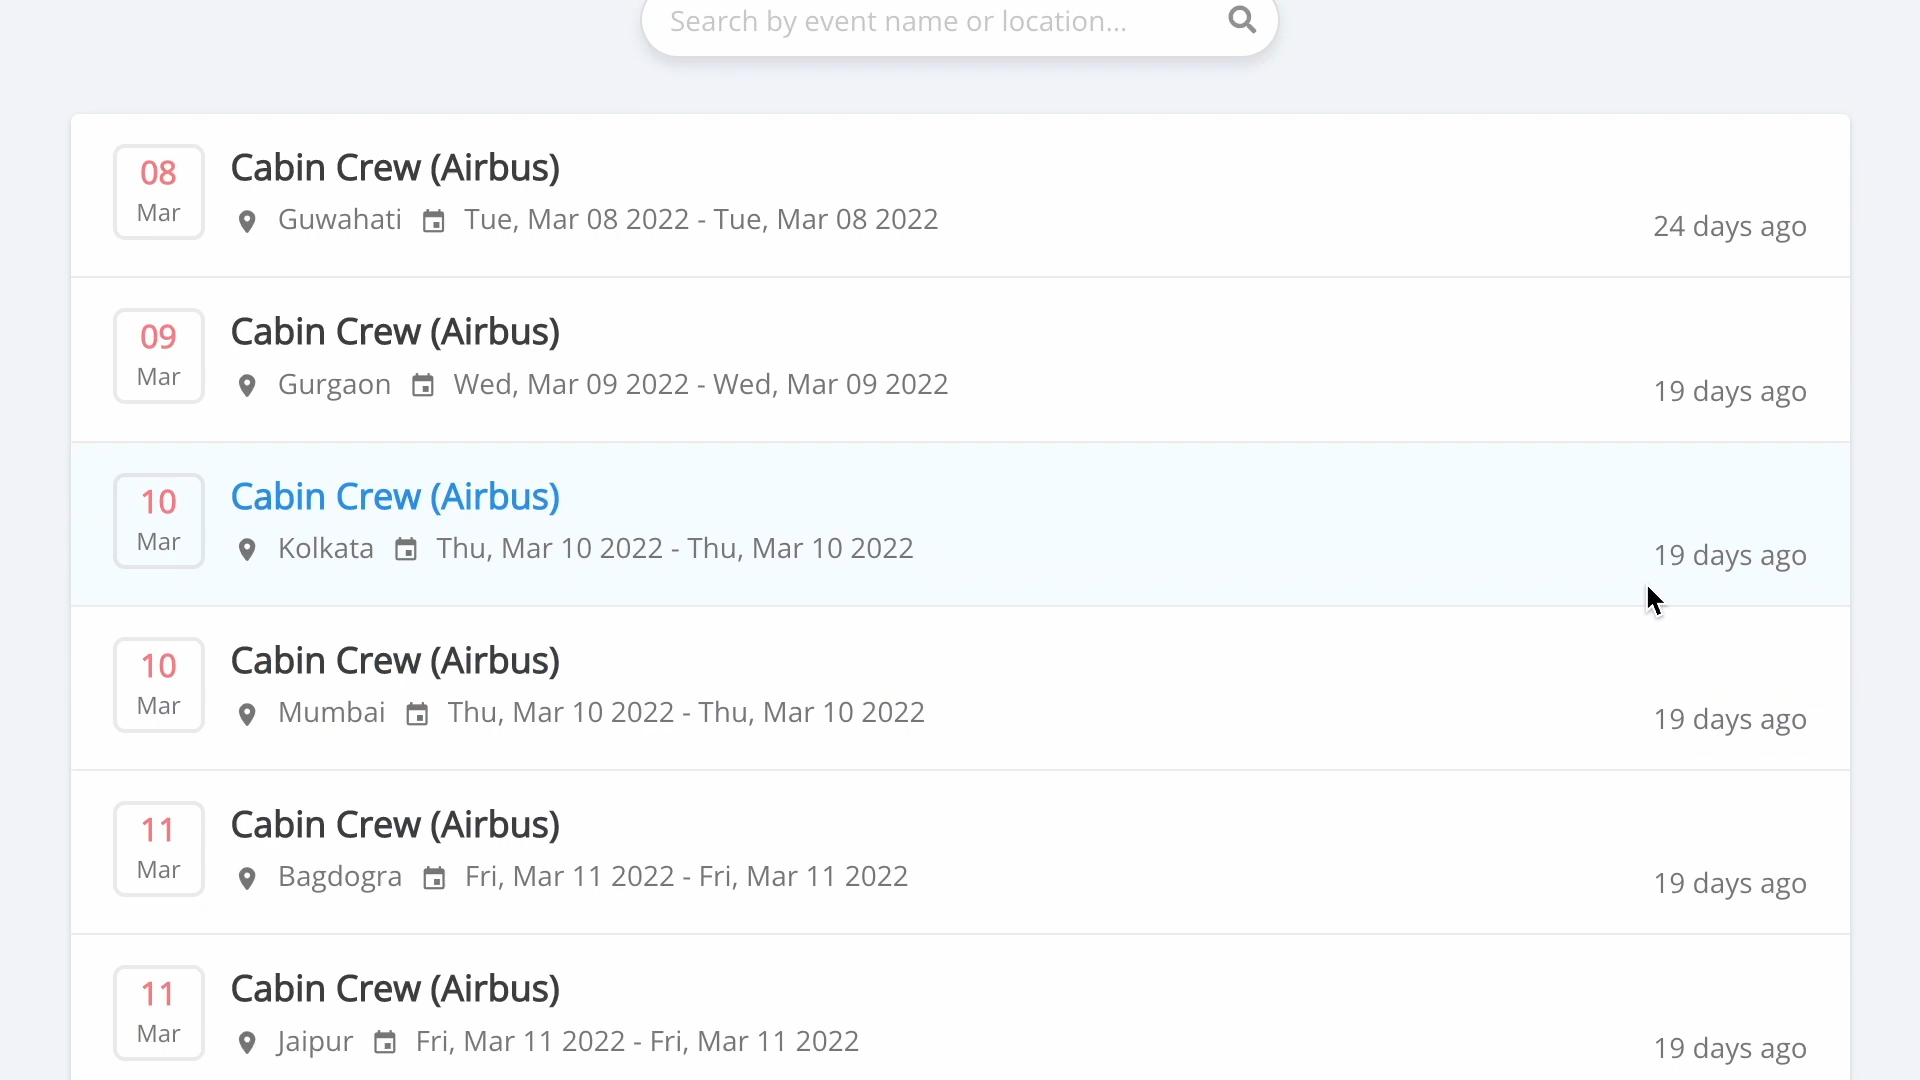 Search by event name or location...
08
Mar
Cabin Crew (Airbus)
Guwahati Tue, Mar 08 2022 - Tue, Mar 08 2022
24 days ago
09
Mar
Cabin Crew (Airbus)
Gurgaon Wed, Mar 09 2022 - Wed, Mar 09 2022
19 days ago
10
Mar
Cabin Crew (Airbus)
Kolkata Thu, Mar 10 2022 - Thu, Mar 10 2022
19 days ago
10
Mar
Cabin Crew (Airbus)
Mumbai Thu, Mar 10 2022 - Thu, Mar 10 2022
19 days ago
11
Mar
Cabin Crew (Airbus)
Bagdogra Fri, Mar 11 2022 - Fri, Mar 11 2022
19 days ago
11
Mar
Cabin Crew (Airbus)
Jaipur Fri, Mar 11 2022 - Fri, Mar 11 2022
19 days ago